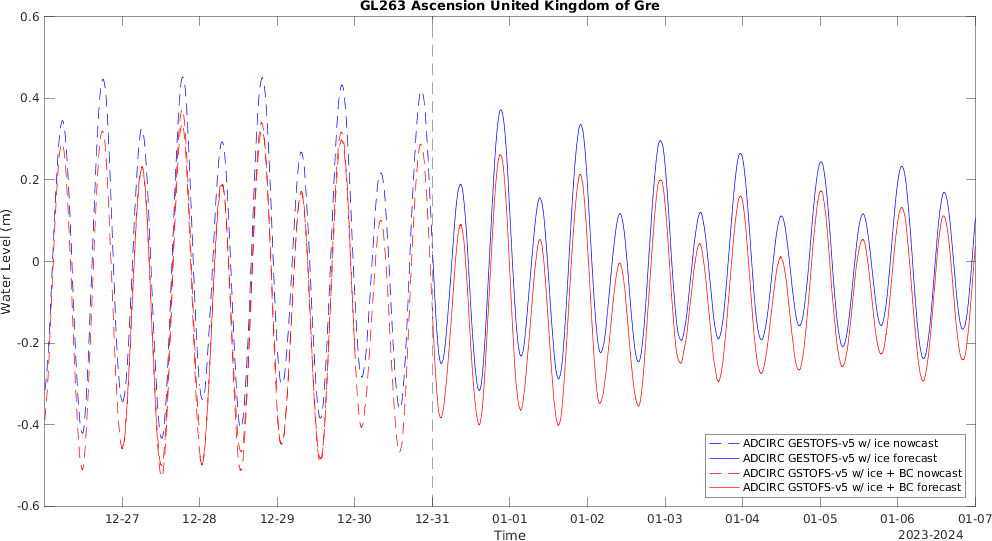 GL263 Ascension United Kingdom of Gre
0.6
0.4
0.2
0
-0.2
-0.4
-0.6
Water Level (m)
12-27 12-28 12-29 12-30 12-31 01-01 01-02 01-03 01-04 01-05 01-06 01-07
Time
2023-2024
ADCIRC GESTOFS-v5 w/ ice nowcast
ADCIRC GESTOFS-v5 w/ ice forecast
ADCIRC GSTOFS-v5 w/ ice + BC nowcast
ADCIRC GSTOFS-v5 w/ ice + BC forecast